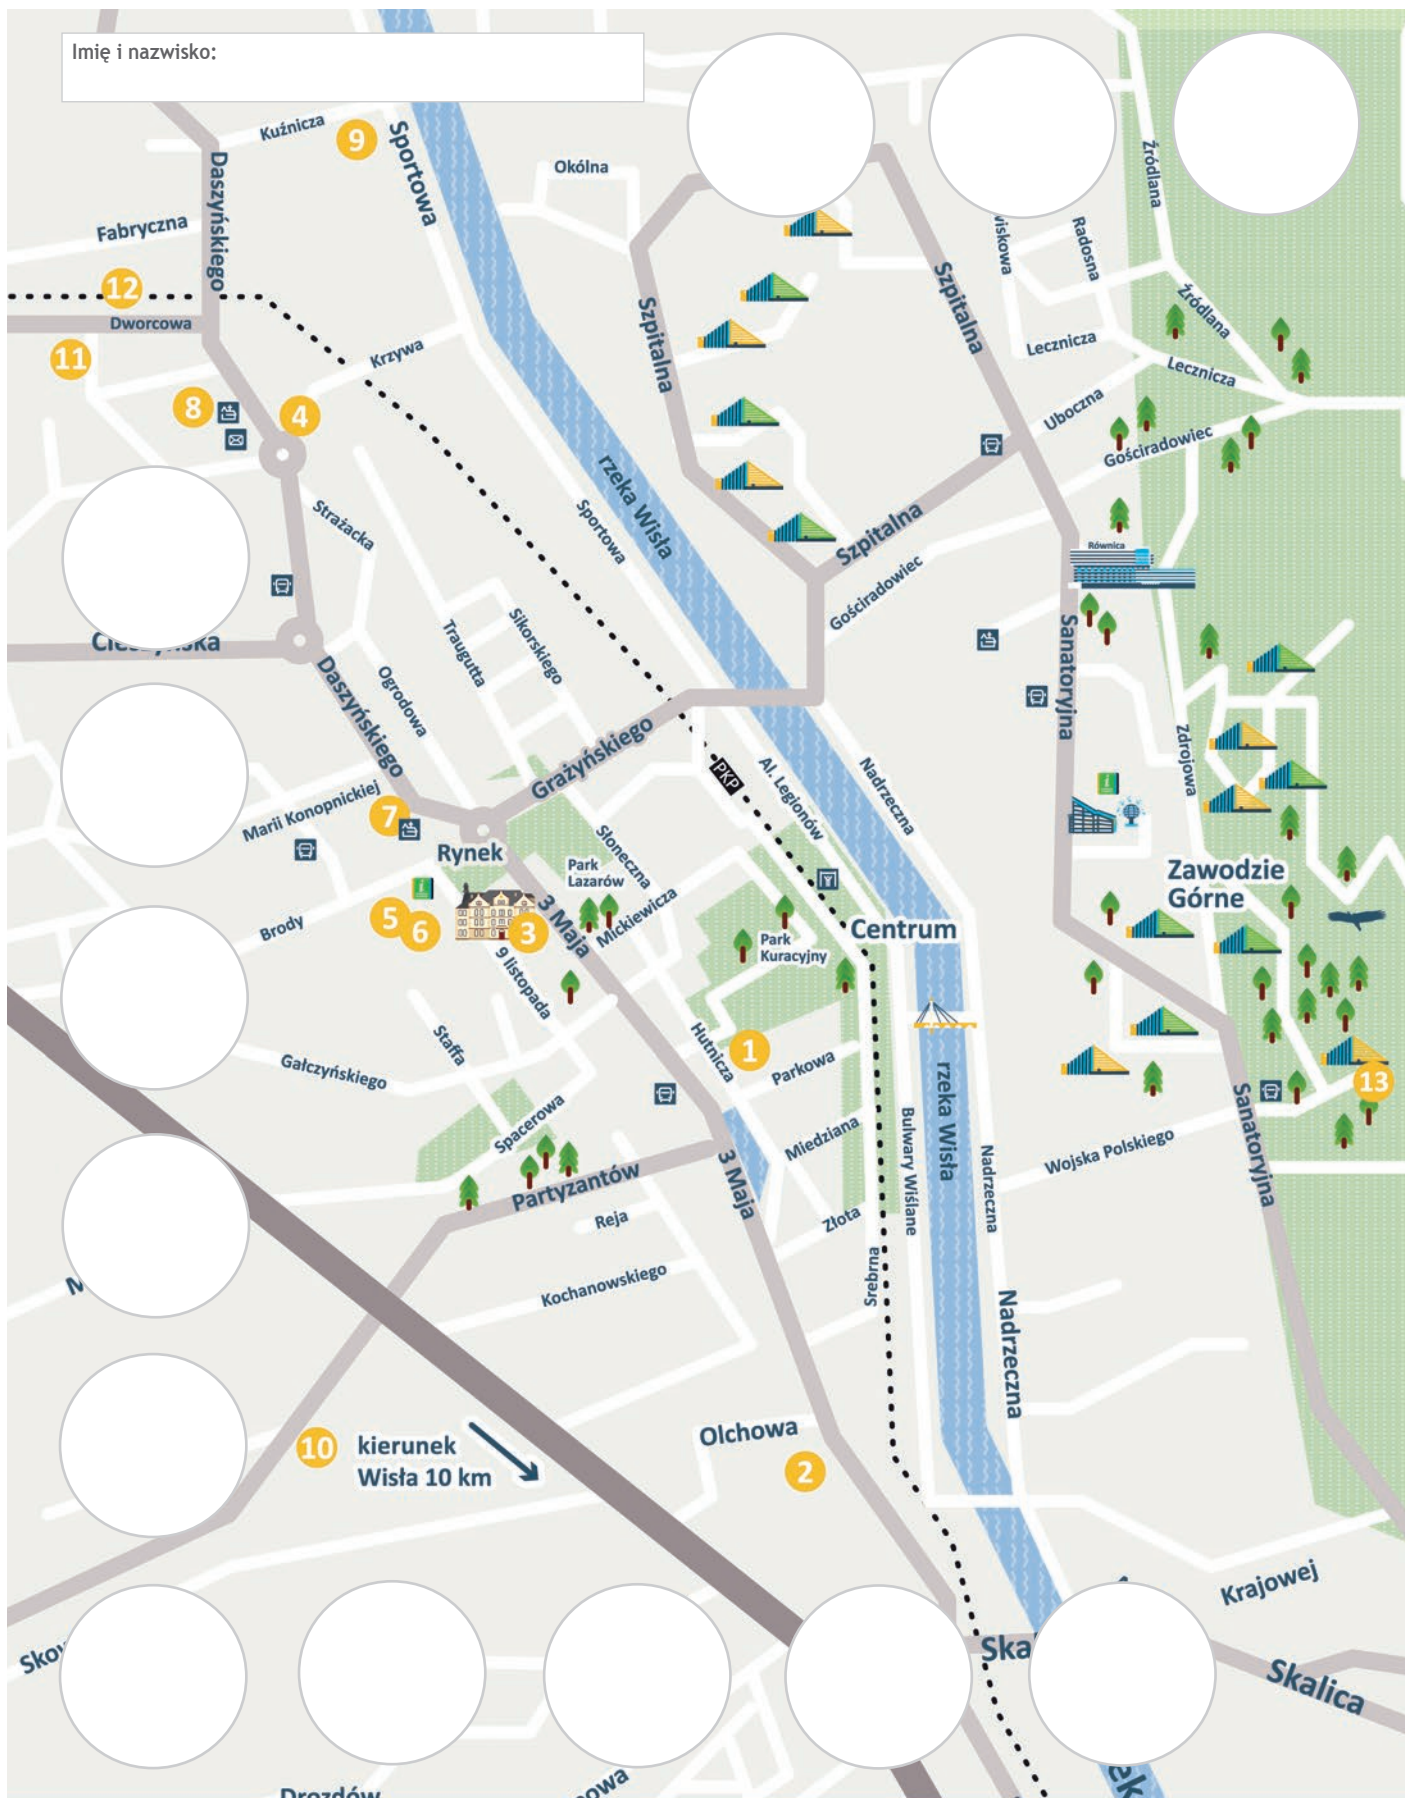 Imię i nazwisko:
Kuźnicza
9
Sportowa
Okólna
Daszyńskiego
Fabryczna
Źródlana
Radosna
12
Dworcowa
11
Krzywa
8
4
Szpitalna
Szpitalna
Źródlana
Lecznicza
Lecznicza
Uboczna
Gościradowiec
Strażacka
rzeka Wisła
Sportowa
Szpitalna
Gościradowiec
Równica
Sanatoryjna
Daszyńskiego
Ogrodowa
Traugutta
Sikorskiego
Grażyńskiego
PKP
Al. Legionów
Nadrzeczna
Zdrojowa
Marii Konopnickiej
7
Rynek
Słoneczna
Park
Lazarów
Mickiewicza
3 Maja
Brody
5
6
3
9 listopada
Park
Kuracyjny
Centrum
Zawodzie
Górne
Staffa
Gałczyńskiego
Hutnicza
1
Parkowa
Spacerowa
Miedziana
Bulwary Wiślane
rzeka Wisła
Nadrzeczna
Wojska Polskiego
Sanatoryjna
13
Partyzantów
3 Maja
Reja
Złota
Srebrna
Kochanowskiego
Nadrzeczna
10
kierunek
Wisła 10 km
Olchowa
2
Krajowej
Skalica
Drozdów